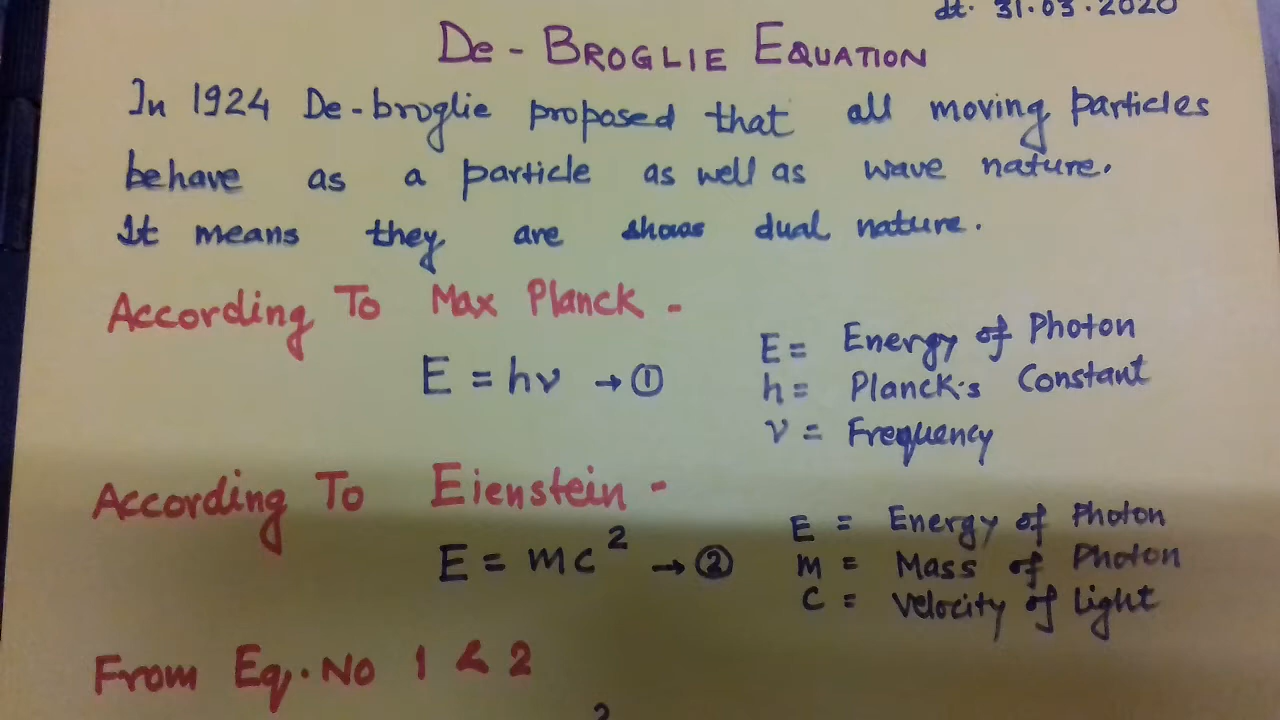 dt. 31.03.2020
De-BROGLIE EQUATION
In 1924 De-broglie proposed that all moving particles
behave as a particle as well as wave nature.
It means they are shows dual nature.
According To Max Planck -
E = hν → ①
E = Energy of Photon
h = Planck's Constant
ν = Frequency
According To Eienstein -
E = mc² → ②
E = Energy of Photon
m = Mass of Photon
C = Velocity of light
From Eq. No 1 & 2
2